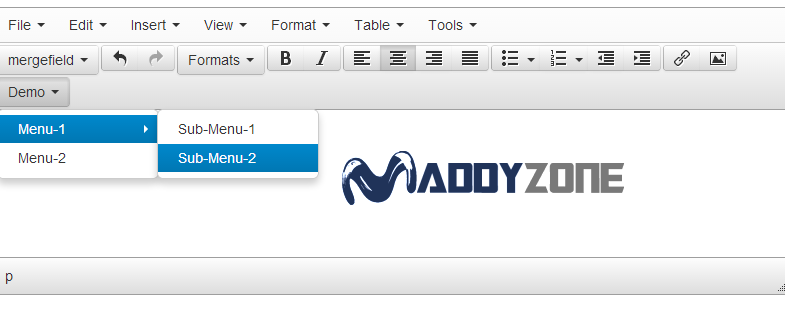 File Edit Insert View Format Table Tools
mergefield Formats B I
Demo
Menu-1 Sub-Menu-1
Menu-2 Sub-Menu-2
MADDYZONE
p